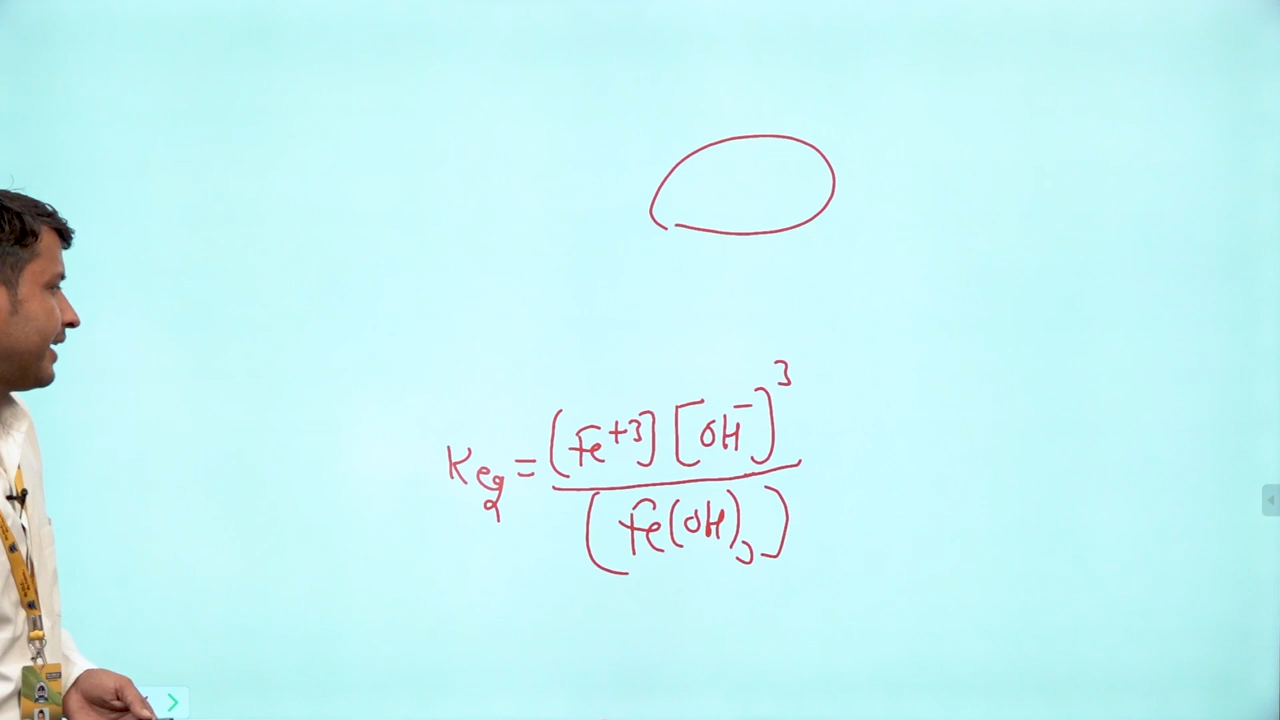 Keq = [Fe+3] [OH-]3
(Fe(OH)3)